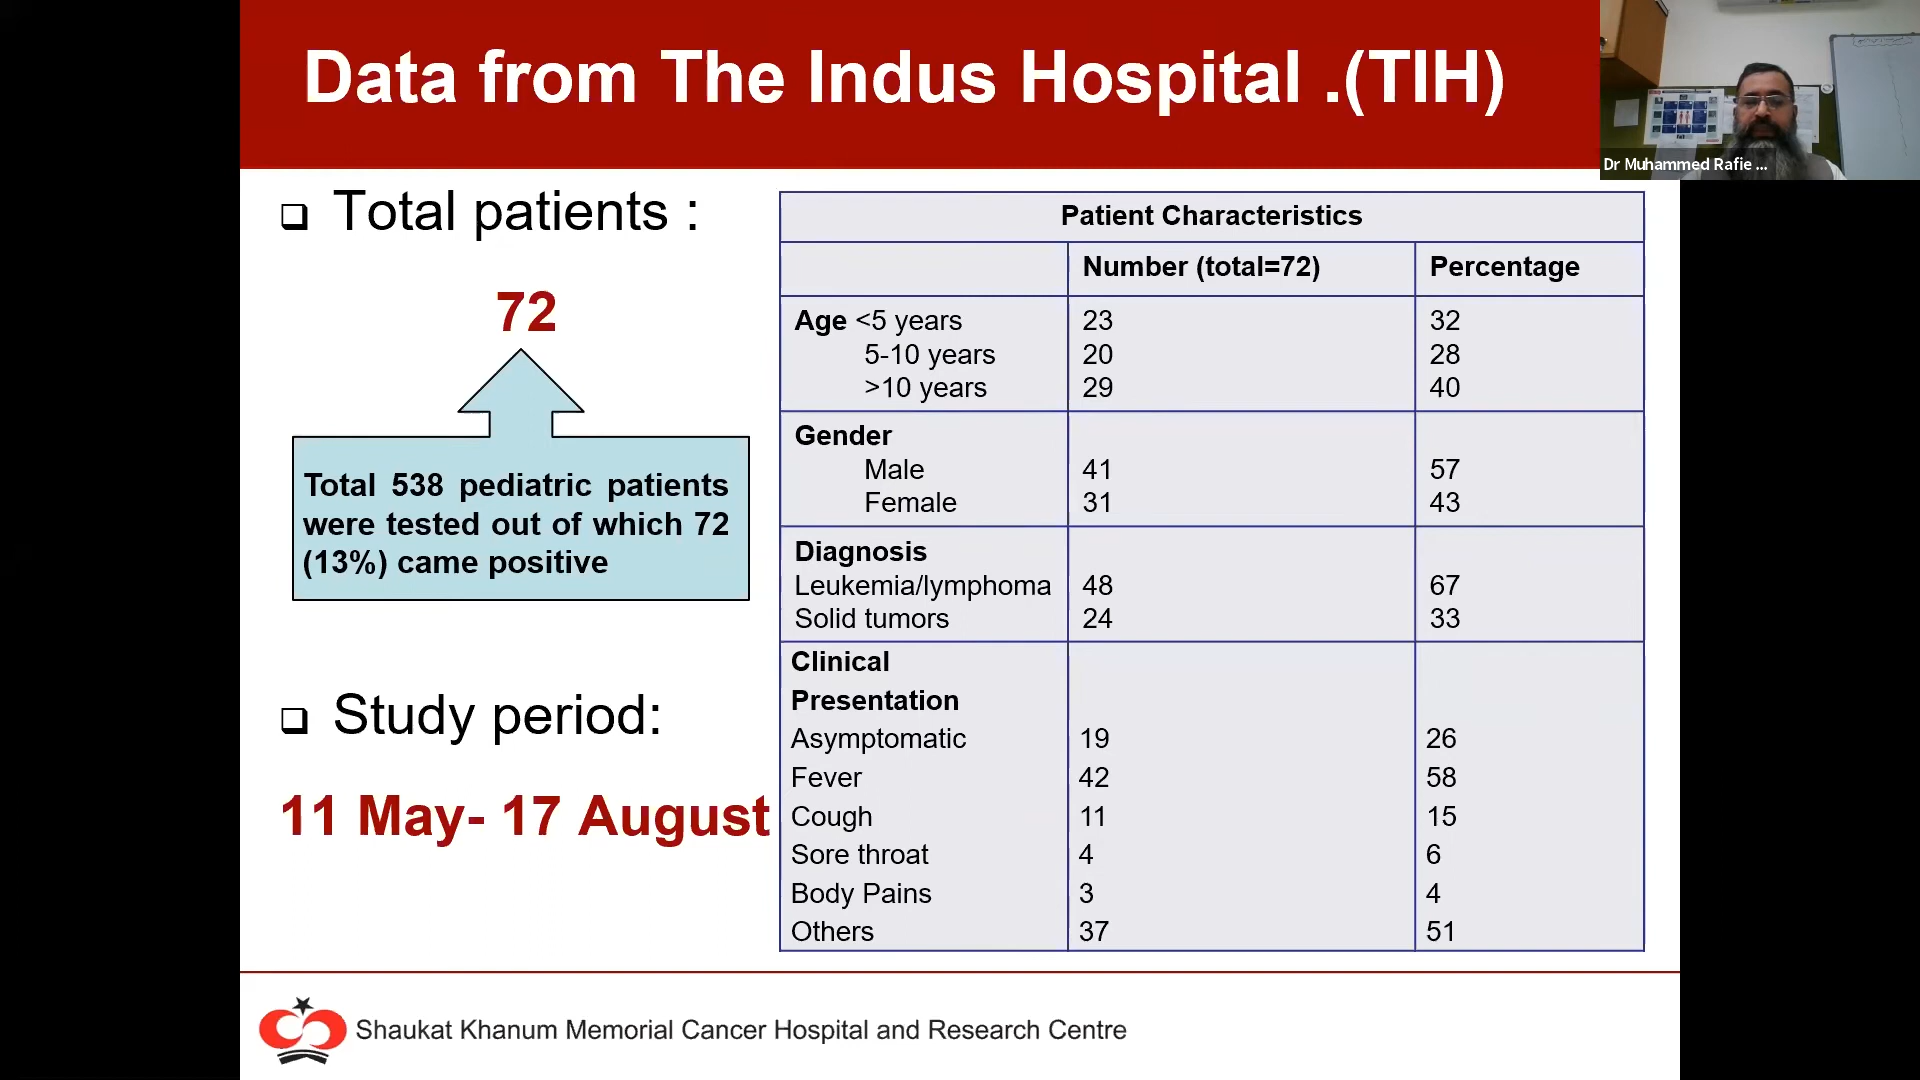 Data from The Indus Hospital .(TIH)
Dr Muhammed Rafie ...
Total patients :
72
Total 538 pediatric patients
were tested out of which 72
(13%) came positive
Study period:
11 May- 17 August
Patient Characteristics
Number (total=72) Percentage
Age <5 years 23 32
5-10 years 20 28
>10 years 29 40
Gender
Male 41 57
Female 31 43
Diagnosis
Leukemia/lymphoma 48 67
Solid tumors 24 33
Clinical
Presentation
Asymptomatic 19 26
Fever 42 58
Cough 11 15
Sore throat 4 6
Body Pains 3 4
Others 37 51
Shaukat Khanum Memorial Cancer Hospital and Research Centre